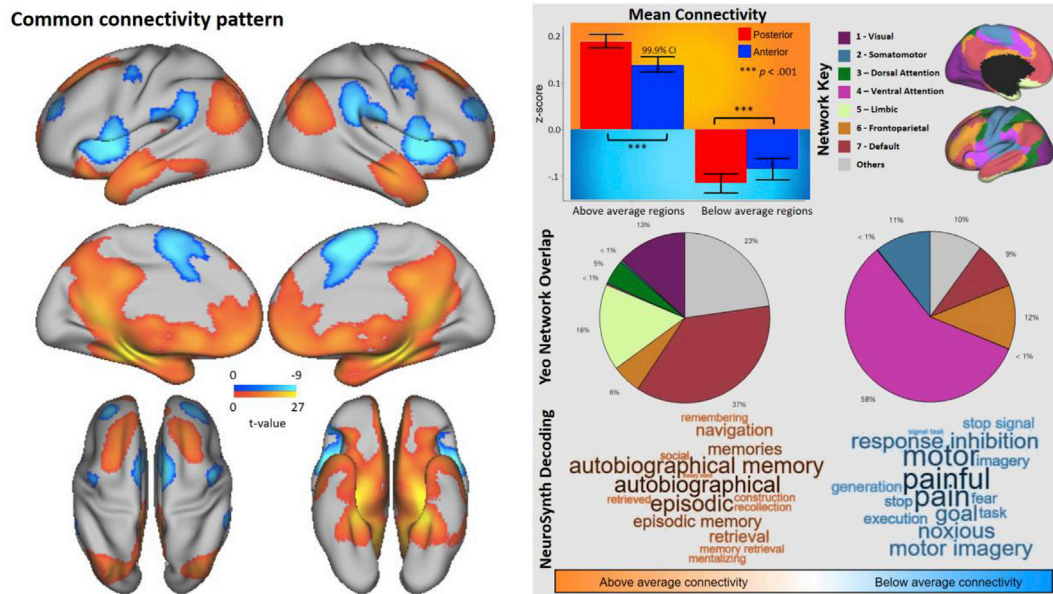 Common connectivity pattern
0 -9
0 27
t-value
Mean Connectivity
z-score
0.2
0.1
0.0
-.1
99.9% CI
Posterior
Anterior
*** p < .001
***
***
Above average regions
Below average regions
Network Key
1 - Visual
2 - Somatomotor
3 – Dorsal Attention
4 – Ventral Attention
5 – Limbic
6 - Frontoparietal
7 - Default
Others
Yeo Network Overlap
13%
23%
< 1%
5%
< 1%
16%
6%
37%
11%
10%
< 1%
9%
12%
< 1%
58%
NeuroSynth Decoding
remembering
navigation
memories
social
autobiographical memory
autobiographical
retrieved
episodic
construction
recollection
episodic memory
retrieval
memory retrieval
mentalizing
signal task
stop signal
response inhibition
motor
imagery
painful
generation
pain
stop
fear
goal
task
execution
noxious
motor imagery
Above average connectivity
Below average connectivity